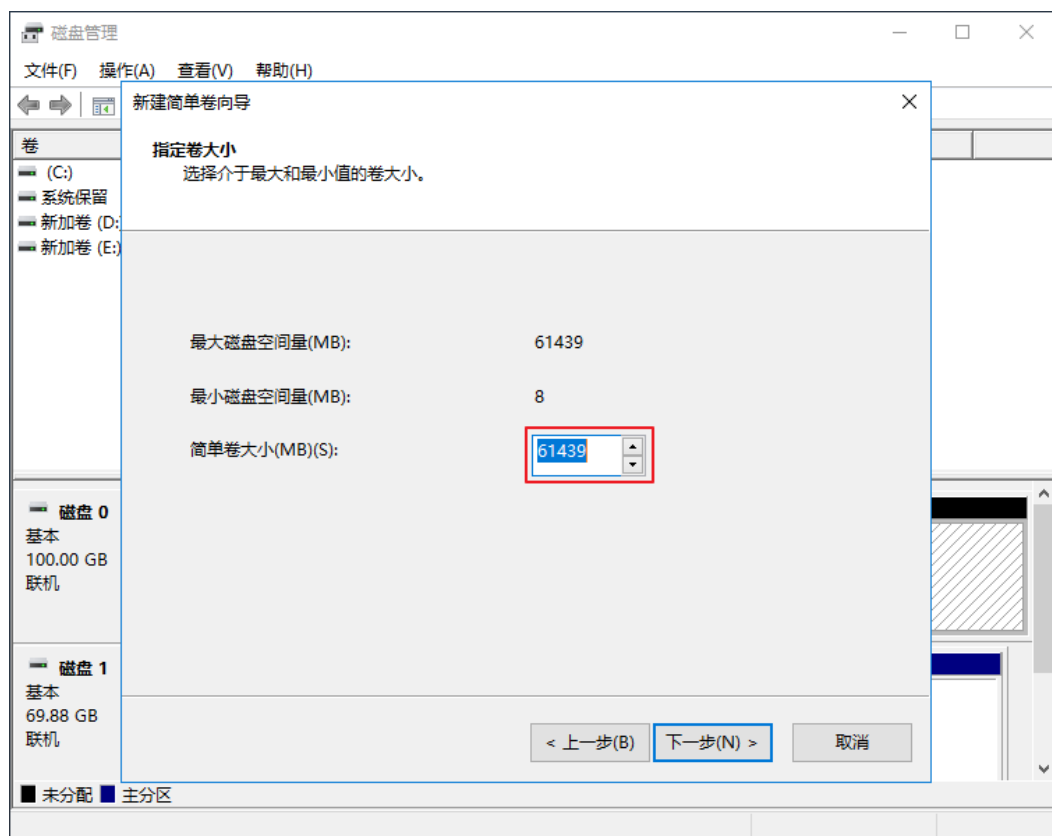 磁盘管理
文件(F) 操作(A) 查看(V) 帮助(H)
新建简单卷向导
指定卷大小
选择介于最大和最小值的卷大小。
卷
(C:)
系统保留
新加卷 (D:
新加卷 (E:)
最大磁盘空间量(MB): 61439
最小磁盘空间量(MB): 8
简单卷大小(MB)(S): 61439
磁盘 0
基本
100.00 GB
联机
磁盘 1
基本
69.88 GB
联机
< 上一步(B) 下一步(N) > 取消
未分配 主分区